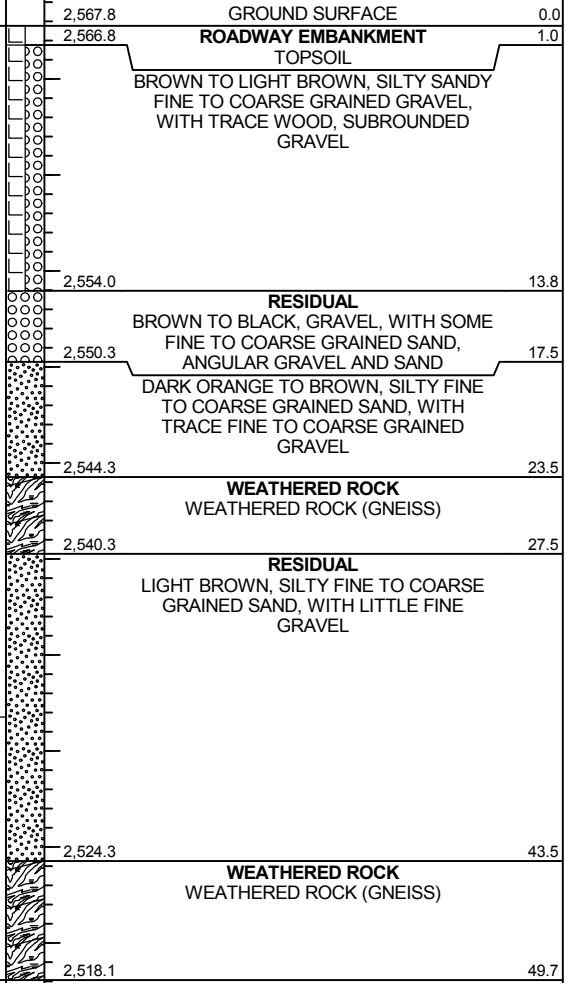 2,567.8 GROUND SURFACE 0.0
2,566.8 ROADWAY EMBANKMENT 1.0
TOPSOIL
BROWN TO LIGHT BROWN, SILTY SANDY
FINE TO COARSE GRAINED GRAVEL,
WITH TRACE WOOD, SUBROUNDED
GRAVEL
2,554.0 13.8
RESIDUAL
BROWN TO BLACK, GRAVEL, WITH SOME
FINE TO COARSE GRAINED SAND,
2,550.3 ANGULAR GRAVEL AND SAND 17.5
DARK ORANGE TO BROWN, SILTY FINE
TO COARSE GRAINED SAND, WITH
TRACE FINE TO COARSE GRAINED
GRAVEL
2,544.3 23.5
WEATHERED ROCK
WEATHERED ROCK (GNEISS)
2,540.3 27.5
RESIDUAL
LIGHT BROWN, SILTY FINE TO COARSE
GRAINED SAND, WITH LITTLE FINE
GRAVEL
2,524.3 43.5
WEATHERED ROCK
WEATHERED ROCK (GNEISS)
2,518.1 49.7